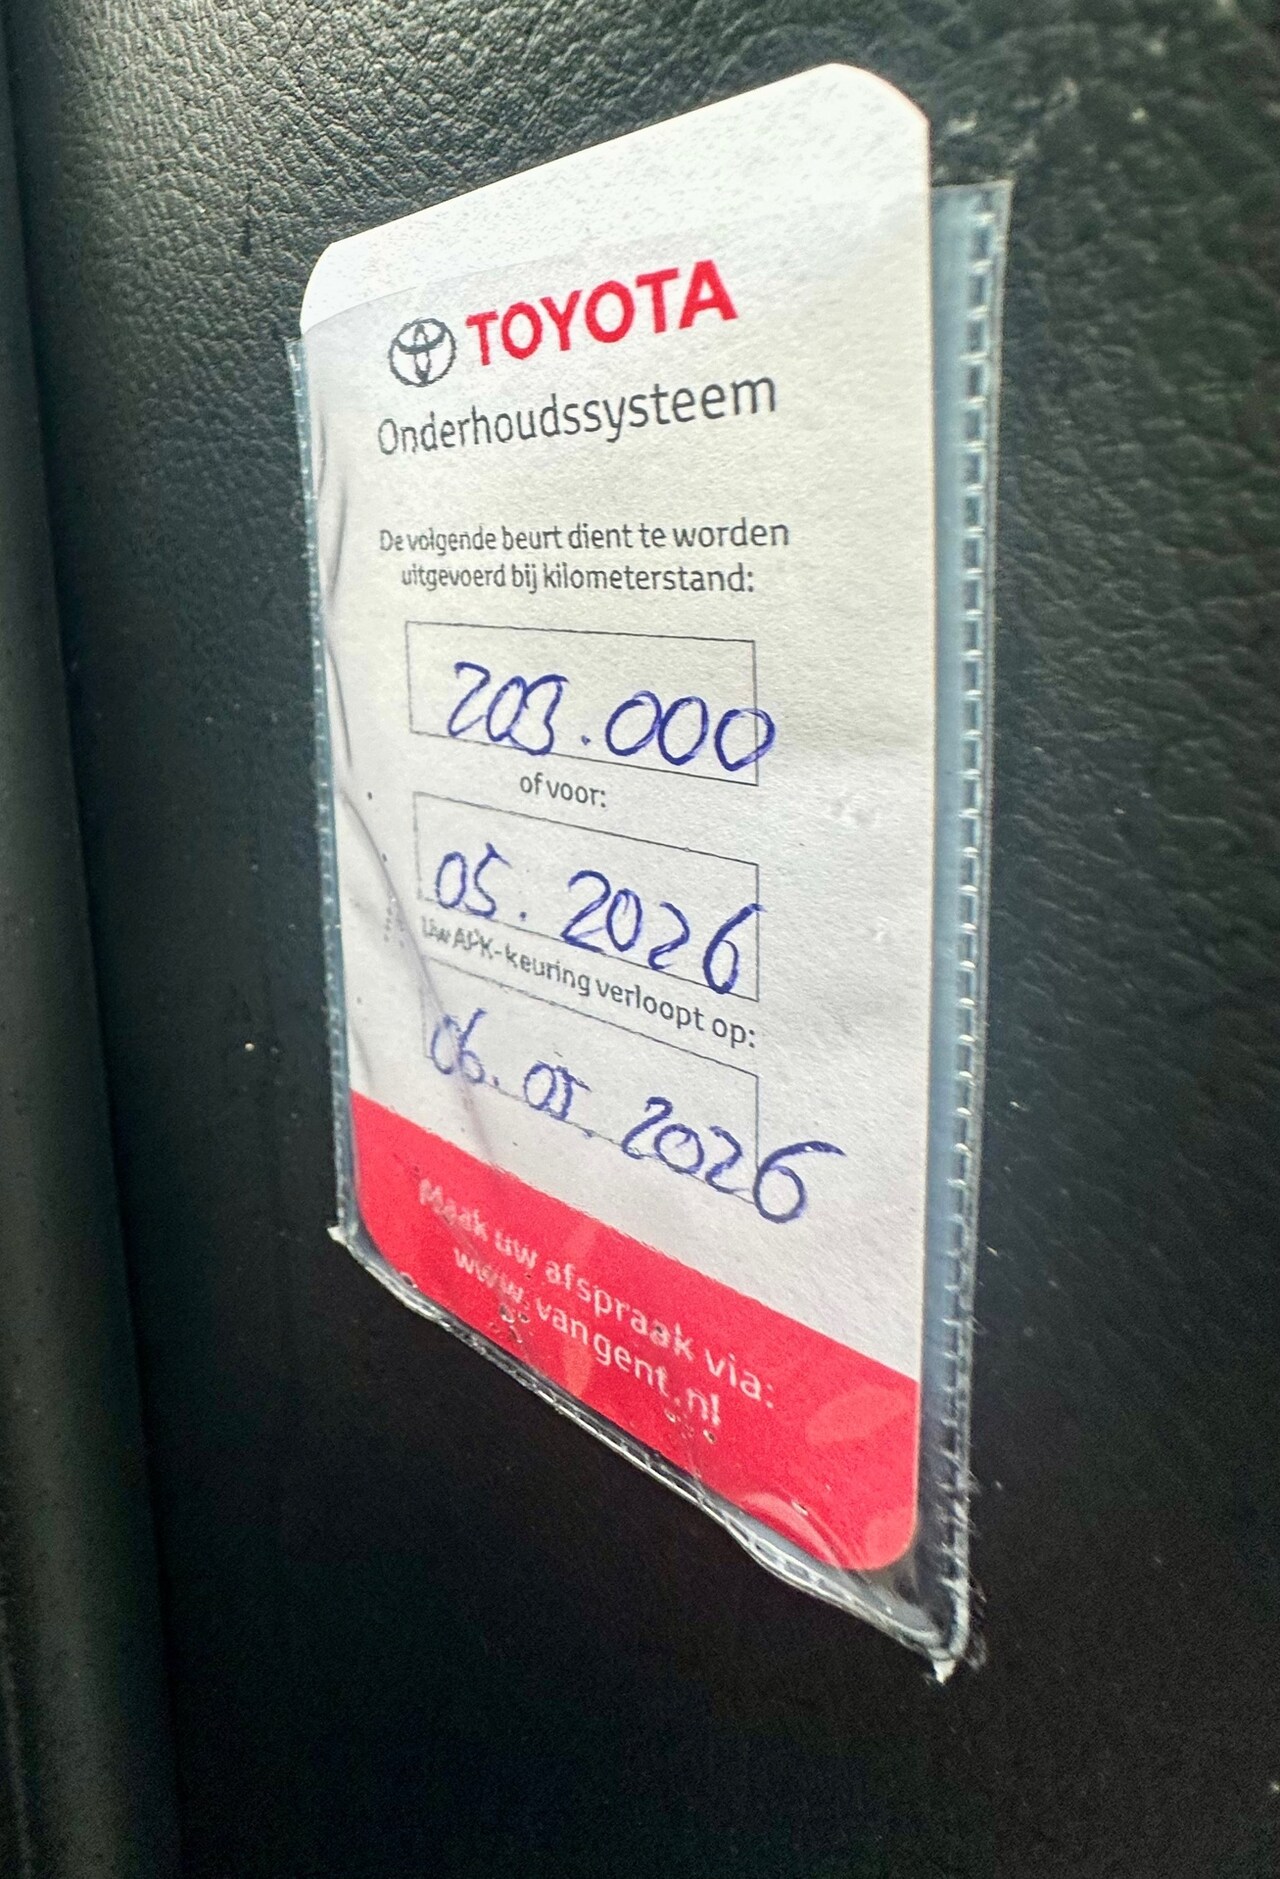 TOYOTA
Onderhoudssysteem
De volgende beurt dient te worden
uitgevoerd bij kilometerstand:
203.000
of voor:
05.2026
Uw APK-keuring verloopt op:
06.05.2026
Maak uw afspraak via:
www.vangent.nl